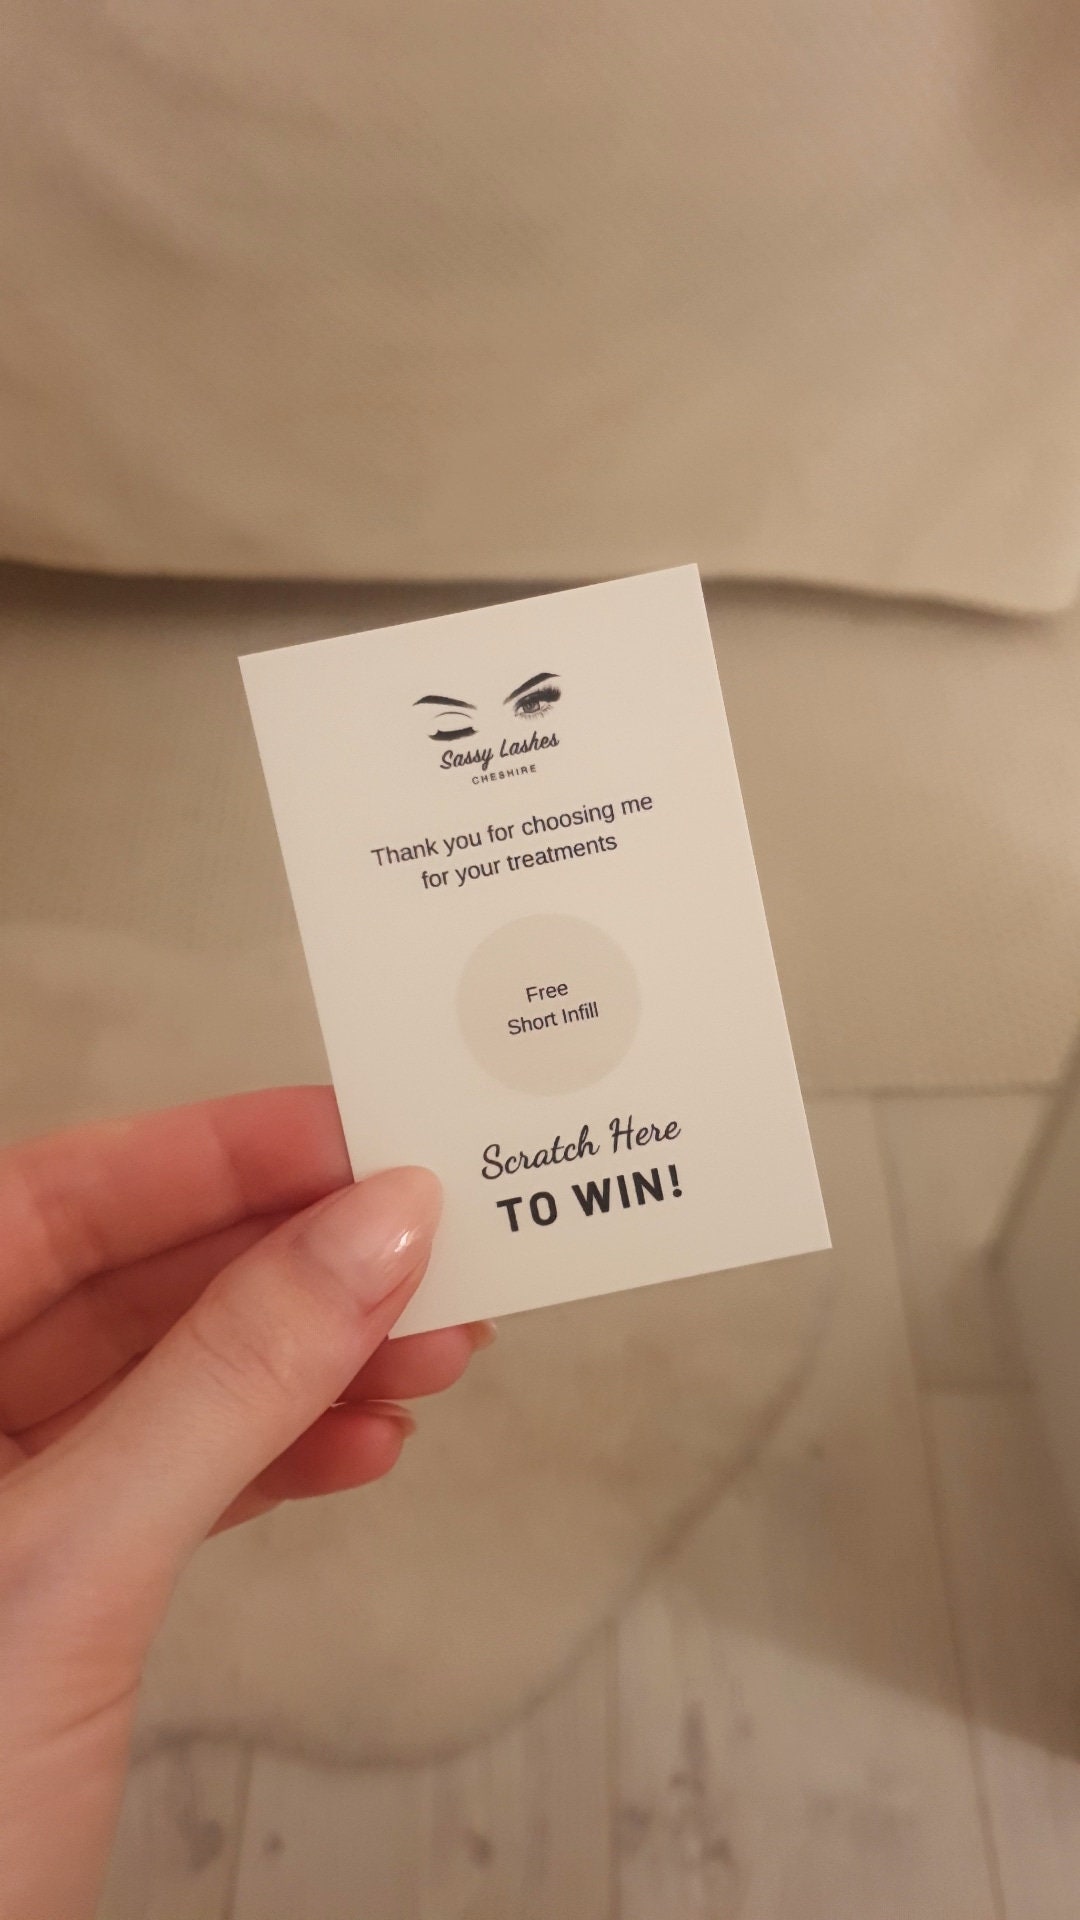 Sassy Lashes
CHESHIRE
Thank you for choosing me
for your treatments
Free
Short Infill
Scratch Here
TO WIN!